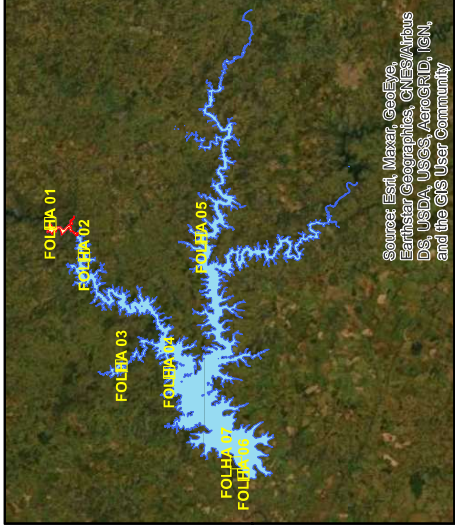 FOLHA 01
FOLHA 02
FOLHA 03
FOLHA 04
FOLHA 05
FOLHA 07
FOLHA 06
Source: Esri, Maxar, GeoEye,
Earthstar Geographics, CNES/Airbus
DS, USDA, USGS, AeroGRID, IGN,
and the GIS User Community